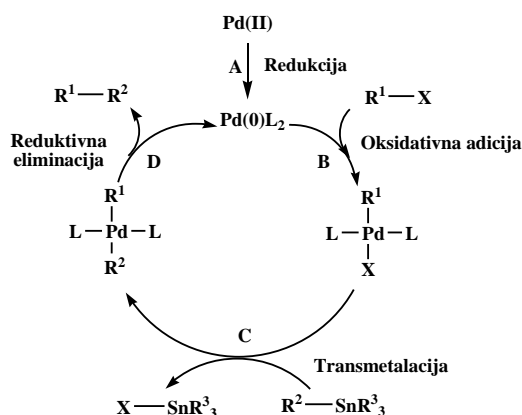 Pd(II)
A Redukcija
R¹—R² Pd(0)L₂ R¹—X
Reduktivna
eliminacija D B Oksidativna adicija
R¹ R¹
L—Pd—L L—Pd—L
R² X
C
Transmetalacija
X—SnR³₃ R²—SnR³₃